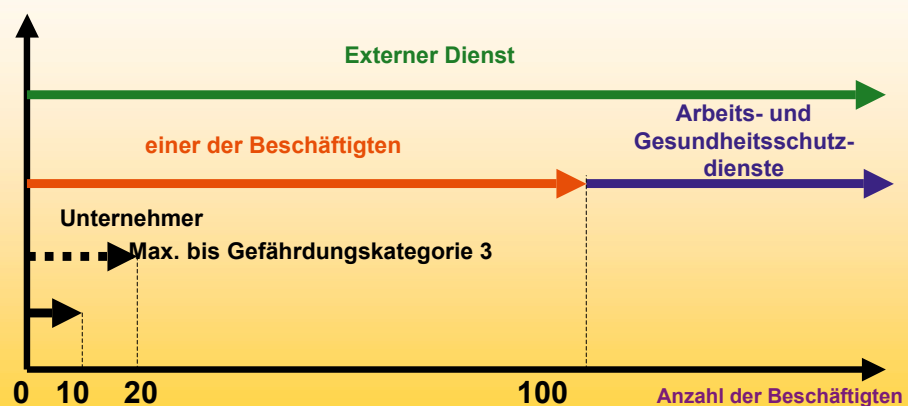 Externer Dienst
Arbeits- und
Gesundheitsschutz-
dienste
einer der Beschäftigten
Unternehmer
Max. bis Gefährdungskategorie 3
0 10 20 100 Anzahl der Beschäftigten